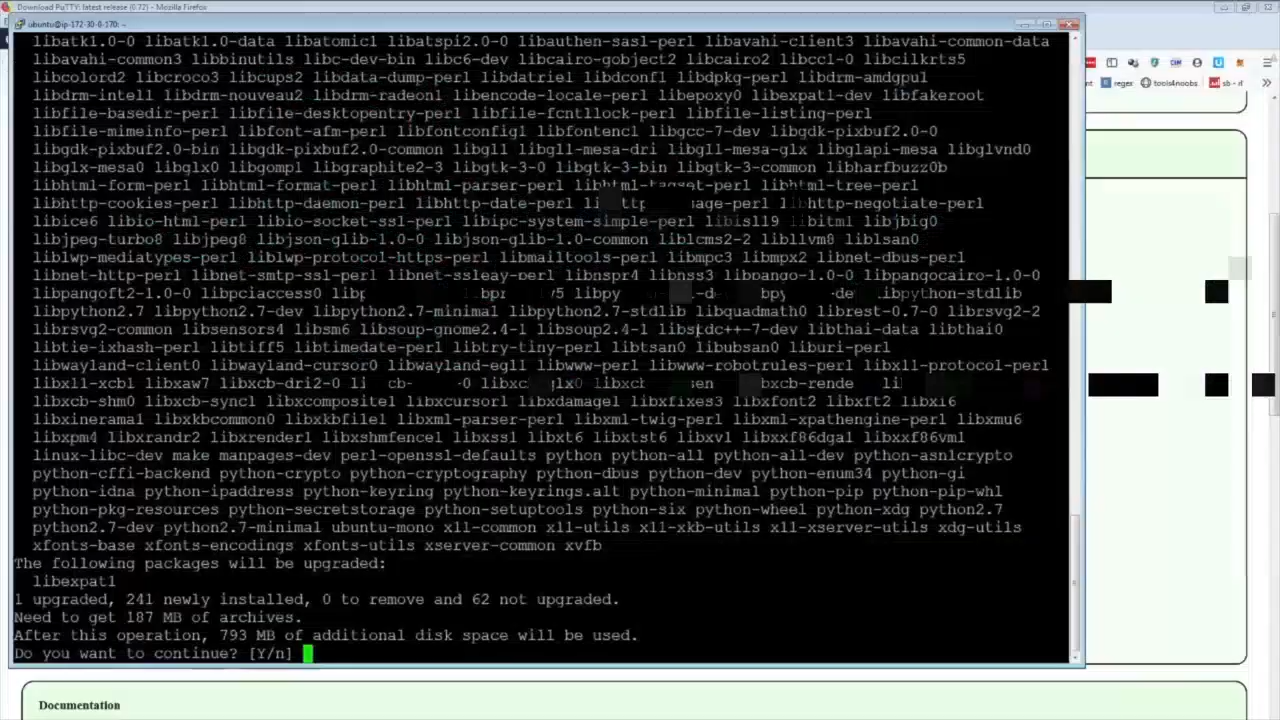 Download PuTTY: latest release (0.72) - Mozilla Firefox
ubuntu@ip-172-30-0-170: ~
libatk1.0-0 libatk1.0-data libatomic1 libatspi2.0-0 libauthen-sasl-perl libavahi-client3 libavahi-common-data
libavahi-common3 libbinutils libc-dev-bin libc6-dev libcairo-gobject2 libcairo2 libcc1-0 libcilkrts5
libcolord2 libcroco3 libcups2 libdata-dump-perl libdatrie1 libdconf1 libdpkg-perl libdrm-amdgpu1
libdrm-intel1 libdrm-nouveau2 libdrm-radeon1 libencode-locale-perl libepoxy0 libexpat1-dev libfakeroot
libfile-basedir-perl libfile-desktopentry-perl libfile-fcntllock-perl libfile-listing-perl
libfile-mimeinfo-perl libfont-afm-perl libfontconfig1 libfontenc1 libgcc-7-dev libgdk-pixbuf2.0-0
libgdk-pixbuf2.0-bin libgdk-pixbuf2.0-common libgl1 libgl1-mesa-dri libgl1-mesa-glx libglapi-mesa libglvnd0
libglx-mesa0 libglx0 libgomp1 libgraphite2-3 libgtk-3-0 libgtk-3-bin libgtk-3-common libharfbuzz0b
libhtml-form-perl libhtml-format-perl libhtml-parser-perl libhtml-tagset-perl libhtml-tree-perl
libhttp-cookies-perl libhttp-daemon-perl libhttp-date-perl libhttp-negotiate-perl
libice6 libio-html-perl libio-socket-ssl-perl libipc-system-simple-perl libisl19 libitm1 libjbig0
libjpeg-turbo8 libjpeg8 libjson-glib-1.0-0 libjson-glib-1.0-common liblcms2-2 libllvm8 liblsan0
liblwp-mediatypes-perl liblwp-protocol-https-perl libmailtools-perl libmpc3 libmpx2 libnet-dbus-perl
libnet-http-perl libnet-smtp-ssl-perl libnet-ssleay-perl libnspr4 libnss3 libpango-1.0-0 libpangocairo-1.0-0
libpangoft2-1.0-0 libpciaccess0 libpython-stdlib
libpython2.7 libpython2.7-dev libpython2.7-minimal libpython2.7-stdlib libquadmath0 librest-0.7-0 librsvg2-2
librsvg2-common libsensors4 libsm6 libsoup-gnome2.4-1 libsoup2.4-1 libstdc++-7-dev libthai-data libthai0
libtie-ixhash-perl libtiff5 libtimedate-perl libtry-tiny-perl libtsan0 libubsan0 liburi-perl
libwayland-client0 libwayland-cursor0 libwayland-egl1 libwww-perl libwww-robotrules-perl libx11-protocol-perl
libx11-xcb1 libxaw7 libxcb-dri2-0
libxcb-shm0 libxcb-sync1 libxcomposite1 libxcursor1 libxdamage1 libxfixes3 libxfont2 libxft2 libxi6
libxinerama1 libxkbcommon0 libxkbfile1 libxml-parser-perl libxml-twig-perl libxml-xpathengine-perl libxmu6
libxpm4 libxrandr2 libxrender1 libxshmfence1 libxss1 libxt6 libxtst6 libxv1 libxxf86dga1 libxxf86vm1
linux-libc-dev make manpages-dev perl-openssl-defaults python python-all python-all-dev python-asn1crypto
python-cffi-backend python-crypto python-cryptography python-dbus python-dev python-enum34 python-gi
python-idna python-ipaddress python-keyring python-keyrings.alt python-minimal python-pip python-pip-whl
python-pkg-resources python-secretstorage python-setuptools python-six python-wheel python-xdg python2.7
python2.7-dev python2.7-minimal ubuntu-mono x11-common x11-utils x11-xkb-utils x11-xserver-utils xdg-utils
xfonts-base xfonts-encodings xfonts-utils xserver-common xvfb
The following packages will be upgraded:
libexpat1
1 upgraded, 241 newly installed, 0 to remove and 62 not upgraded.
Need to get 187 MB of archives.
After this operation, 793 MB of additional disk space will be used.
Do you want to continue? [Y/n]
regex tools4noobs
Documentation